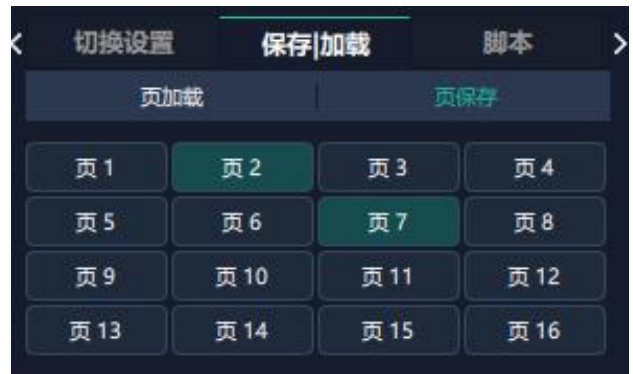 切换设置 保存|加载 脚本
页加载 页保存
页 1 页 2 页 3 页 4
页 5 页 6 页 7 页 8
页 9 页 10 页 11 页 12
页 13 页 14 页 15 页 16